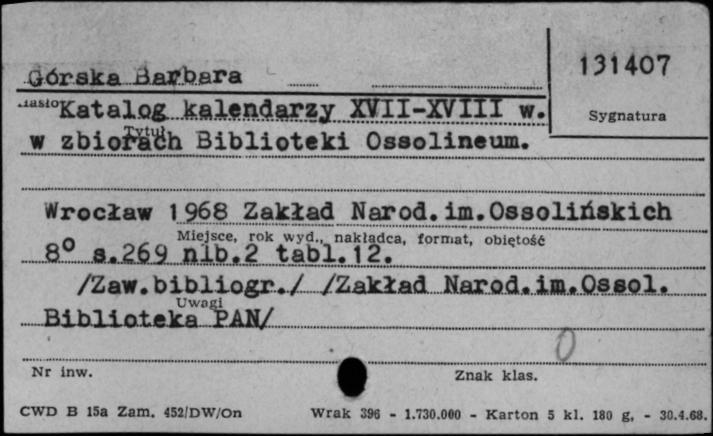 Górska Barbara
131407
Hasło
Katalog kalendarzy XVII-XVIII w.
Sygnatura
Tytuł
w zbiorach Biblioteki Ossolineum.
Wrocław 1968 Zakład Narod.im.Ossolińskich
Miejsce, rok wyd., nakładca, format, objętość
8° s.269 nlb.2 tabl.12.
/Zaw.bibliogr./ /Zakład Narod.im.Ossol.
Uwagi
Biblioteka PAN/
0
Nr inw.
Znak klas.
CWD B 15a Zam. 452/DW/On Wrak 396 - 1.730.000 - Karton 5 kl. 180 g. - 30.4.68.